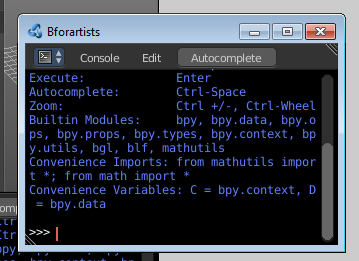 Bforartists
Console Edit Autocomplete
Execute: Enter
Autocomplete: Ctrl-Space
Zoom: Ctrl +/-, Ctrl-Wheel
Builtin Modules: bpy, bpy.data, bpy.o
ps, bpy.props, bpy.types, bpy.context, bp
y.utils, bgl, blf, mathutils
Convenience Imports: from mathutils impor
t *; from math import *
Convenience Variables: C = bpy.context, D
= bpy.data
>>>